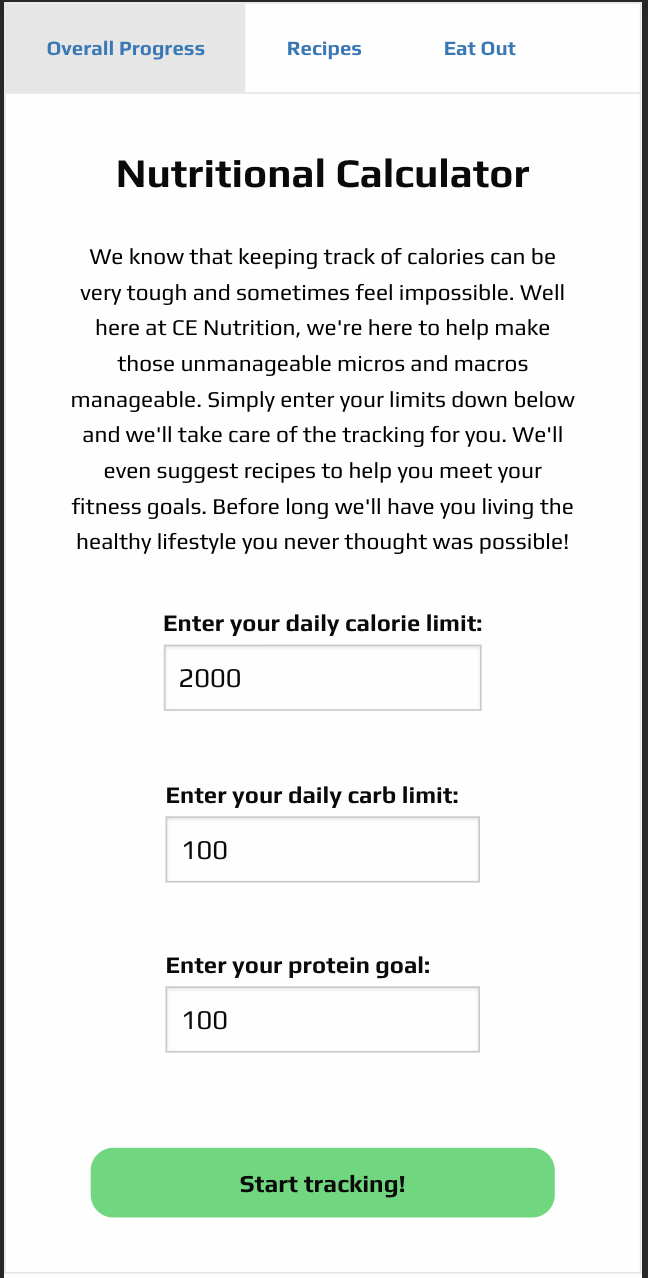 Overall Progress Recipes Eat Out
Nutritional Calculator
We know that keeping track of calories can be
very tough and sometimes feel impossible. Well
here at CE Nutrition, we're here to help make
those unmanageable micros and macros
manageable. Simply enter your limits down below
and we'll take care of the tracking for you. We'll
even suggest recipes to help you meet your
fitness goals. Before long we'll have you living the
healthy lifestyle you never thought was possible!
Enter your daily calorie limit:
2000
Enter your daily carb limit:
100
Enter your protein goal:
100
Start tracking!